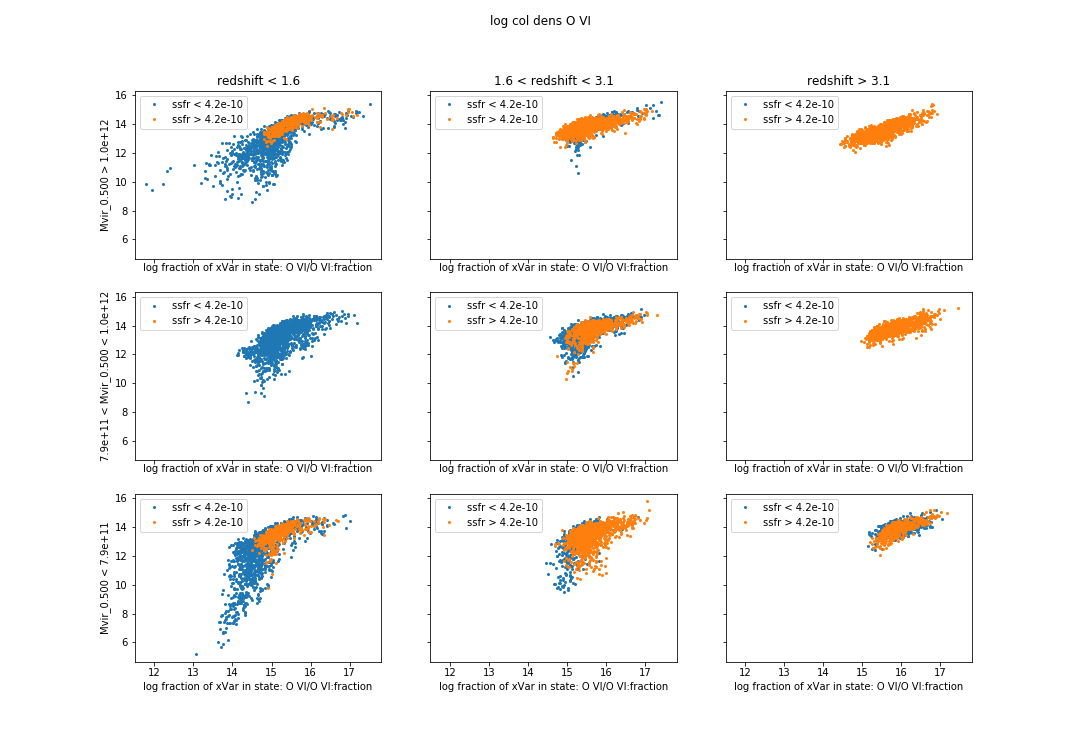 log col dens O VI
redshift < 1.6
1.6 < redshift < 3.1
redshift > 3.1
Mvir_0.500 > 1.0e+12
16
14
12
10
8
6
ssfr < 4.2e-10
ssfr > 4.2e-10
ssfr < 4.2e-10
ssfr > 4.2e-10
ssfr < 4.2e-10
ssfr > 4.2e-10
log fraction of xVar in state: O VI/O VI:fraction
log fraction of xVar in state: O VI/O VI:fraction
log fraction of xVar in state: O VI/O VI:fraction
7.9e+11 < Mvir_0.500 < 1.0e+12
16
14
12
10
8
6
ssfr < 4.2e-10
ssfr > 4.2e-10
ssfr < 4.2e-10
ssfr > 4.2e-10
ssfr < 4.2e-10
ssfr > 4.2e-10
log fraction of xVar in state: O VI/O VI:fraction
log fraction of xVar in state: O VI/O VI:fraction
log fraction of xVar in state: O VI/O VI:fraction
Mvir_0.500 < 7.9e+11
16
14
12
10
8
6
ssfr < 4.2e-10
ssfr > 4.2e-10
ssfr < 4.2e-10
ssfr > 4.2e-10
ssfr < 4.2e-10
ssfr > 4.2e-10
12 13 14 15 16 17
12 13 14 15 16 17
12 13 14 15 16 17
log fraction of xVar in state: O VI/O VI:fraction
log fraction of xVar in state: O VI/O VI:fraction
log fraction of xVar in state: O VI/O VI:fraction